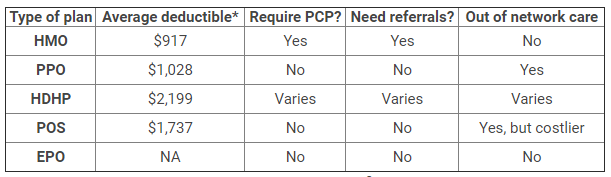 Type of plan Average deductible* Require PCP? Need referrals? Out of network care
HMO $917 Yes Yes No
PPO $1,028 No No Yes
HDHP $2,199 Varies Varies Varies
POS $1,737 No No Yes, but costlier
EPO NA No No No